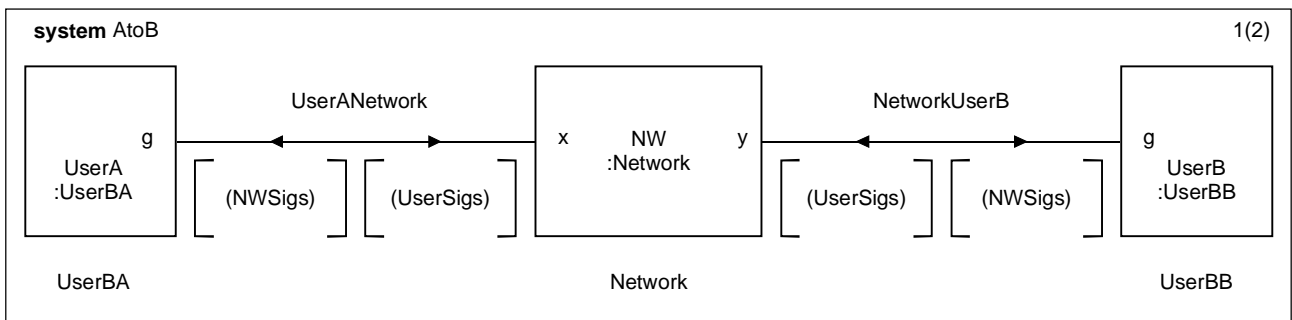 system AtoB 1(2)
UserANetwork
NetworkUserB
g
UserA
:UserBA
x
NW
:Network
y
g
UserB
:UserBB
(NWSigs)
(UserSigs)
(UserSigs)
(NWSigs)
UserBA
Network
UserBB